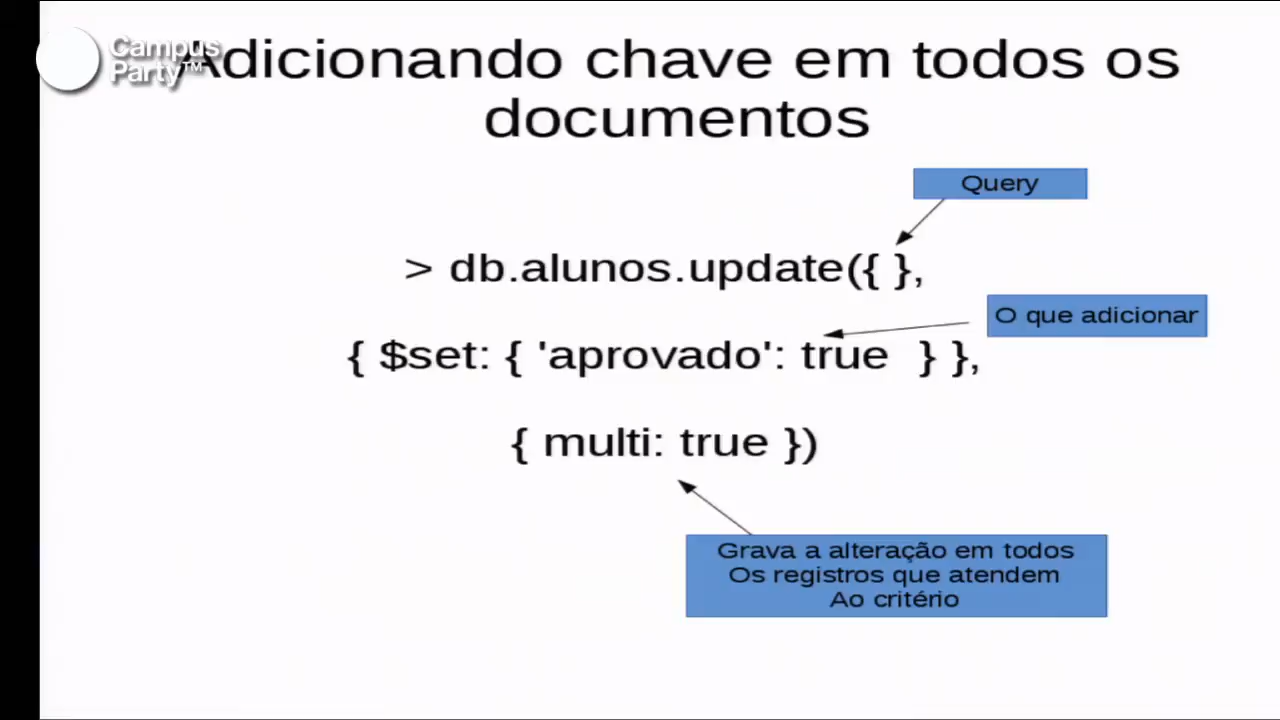 Campus
Party™
Adicionando chave em todos os
documentos
Query
> db.alunos.update({ },
O que adicionar
{ $set: { 'aprovado': true } },
{ multi: true })
Grava a alteração em todos
Os registros que atendem
Ao critério